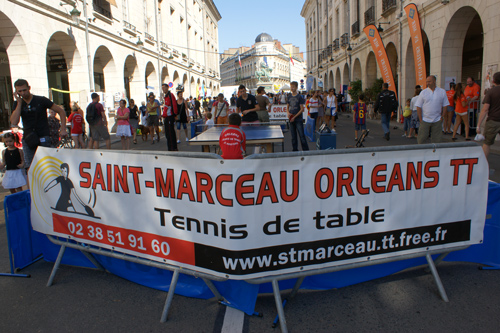 SAINT-MARCEAU ORLEANS TT
Tennis de table
02 38 51 91 60
www.stmarceau.tt.free.fr